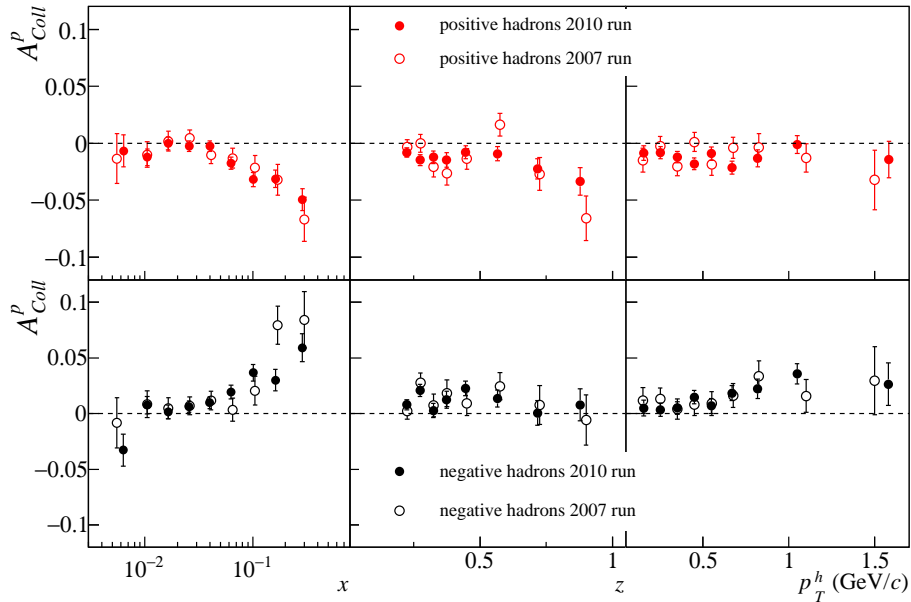 A^p_Coll
0.1
0.05
0
−0.05
−0.1
positive hadrons 2010 run
positive hadrons 2007 run
A^p_Coll
0.1
0.05
0
−0.05
−0.1
negative hadrons 2010 run
negative hadrons 2007 run
10^−2 10^−1 0.5 1 0.5 1 1.5
x z p_T^h (GeV/c)